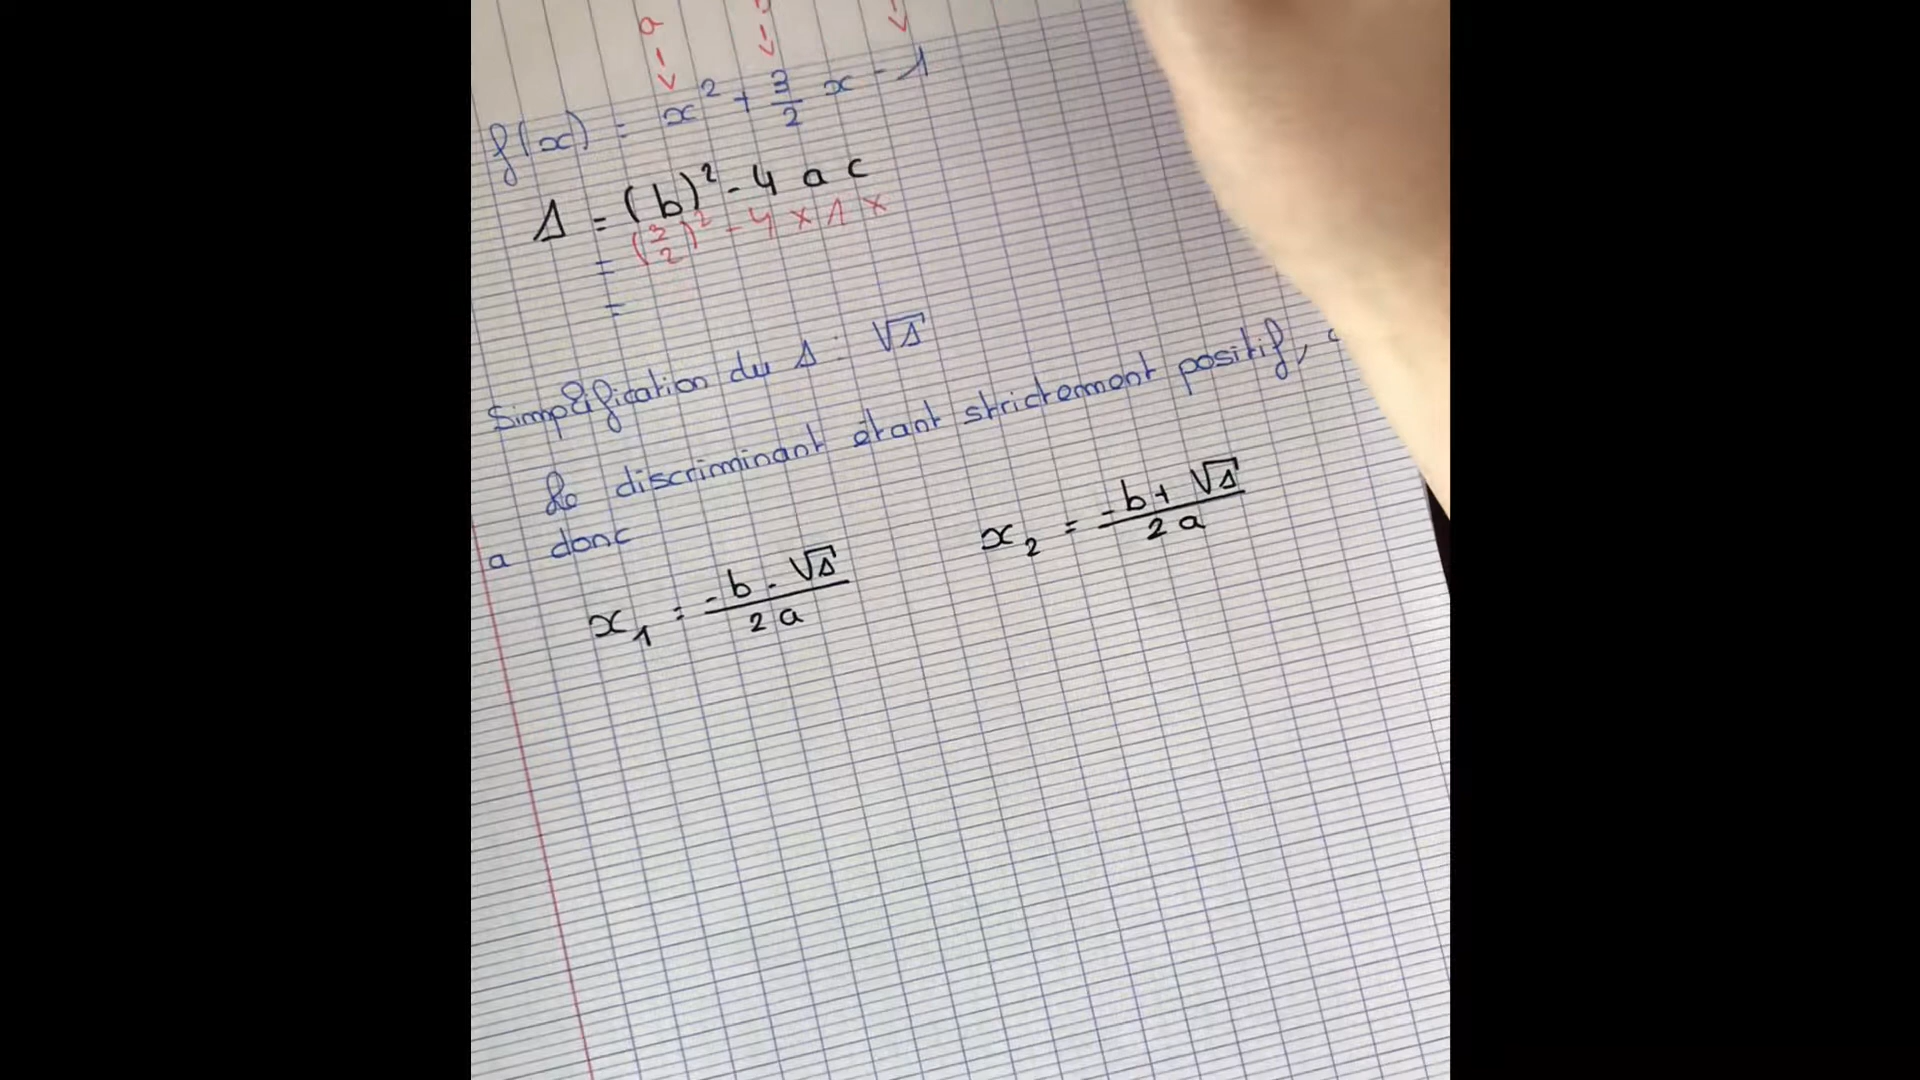 a
f(x) = x² + 3/2 x - 1
Δ = (b)² - 4 a c
= (3/2)² - 4 × 1 ×
=
Simplification du Δ : √Δ
Le discriminant étant strictement positif,
a donc
x₁ = (-b - √Δ)/(2a) x₂ = (-b + √Δ)/(2a)